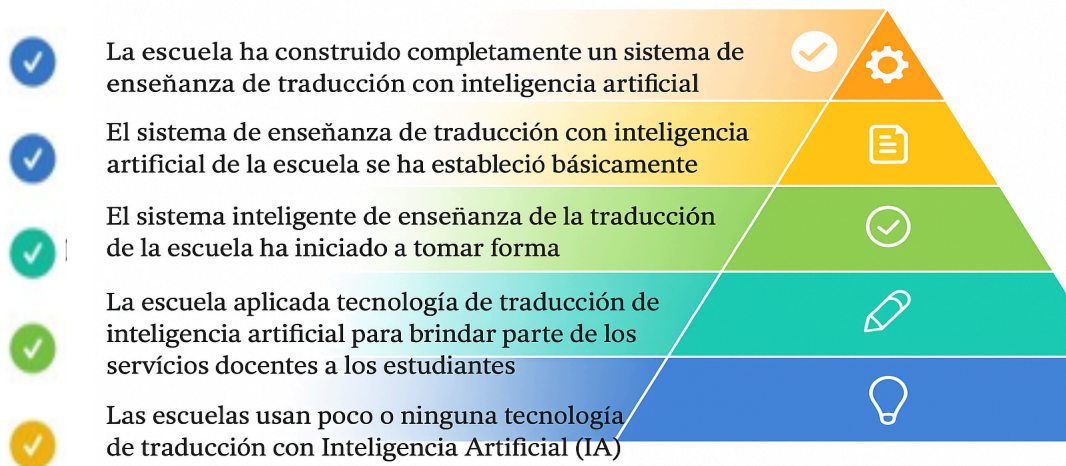 La escuela ha construido completamente un sistema de
enseňanza de traducción con inteligencia artificial
El sistema de enseňanza de traducción con inteligencia
artificial de la escuela se ha estableció básicamente
El sistema inteligente de enseñanza de la traducción
de la escuela ha iniciado a tomar forma
La escuela aplicada tecnología de traducción de
inteligencia artificial para brindar parte de los
servícios docentes a los estudiantes
Las escuelas usan poco o ninguna tecnología
de traducción con Inteligencia Artificial (IA)